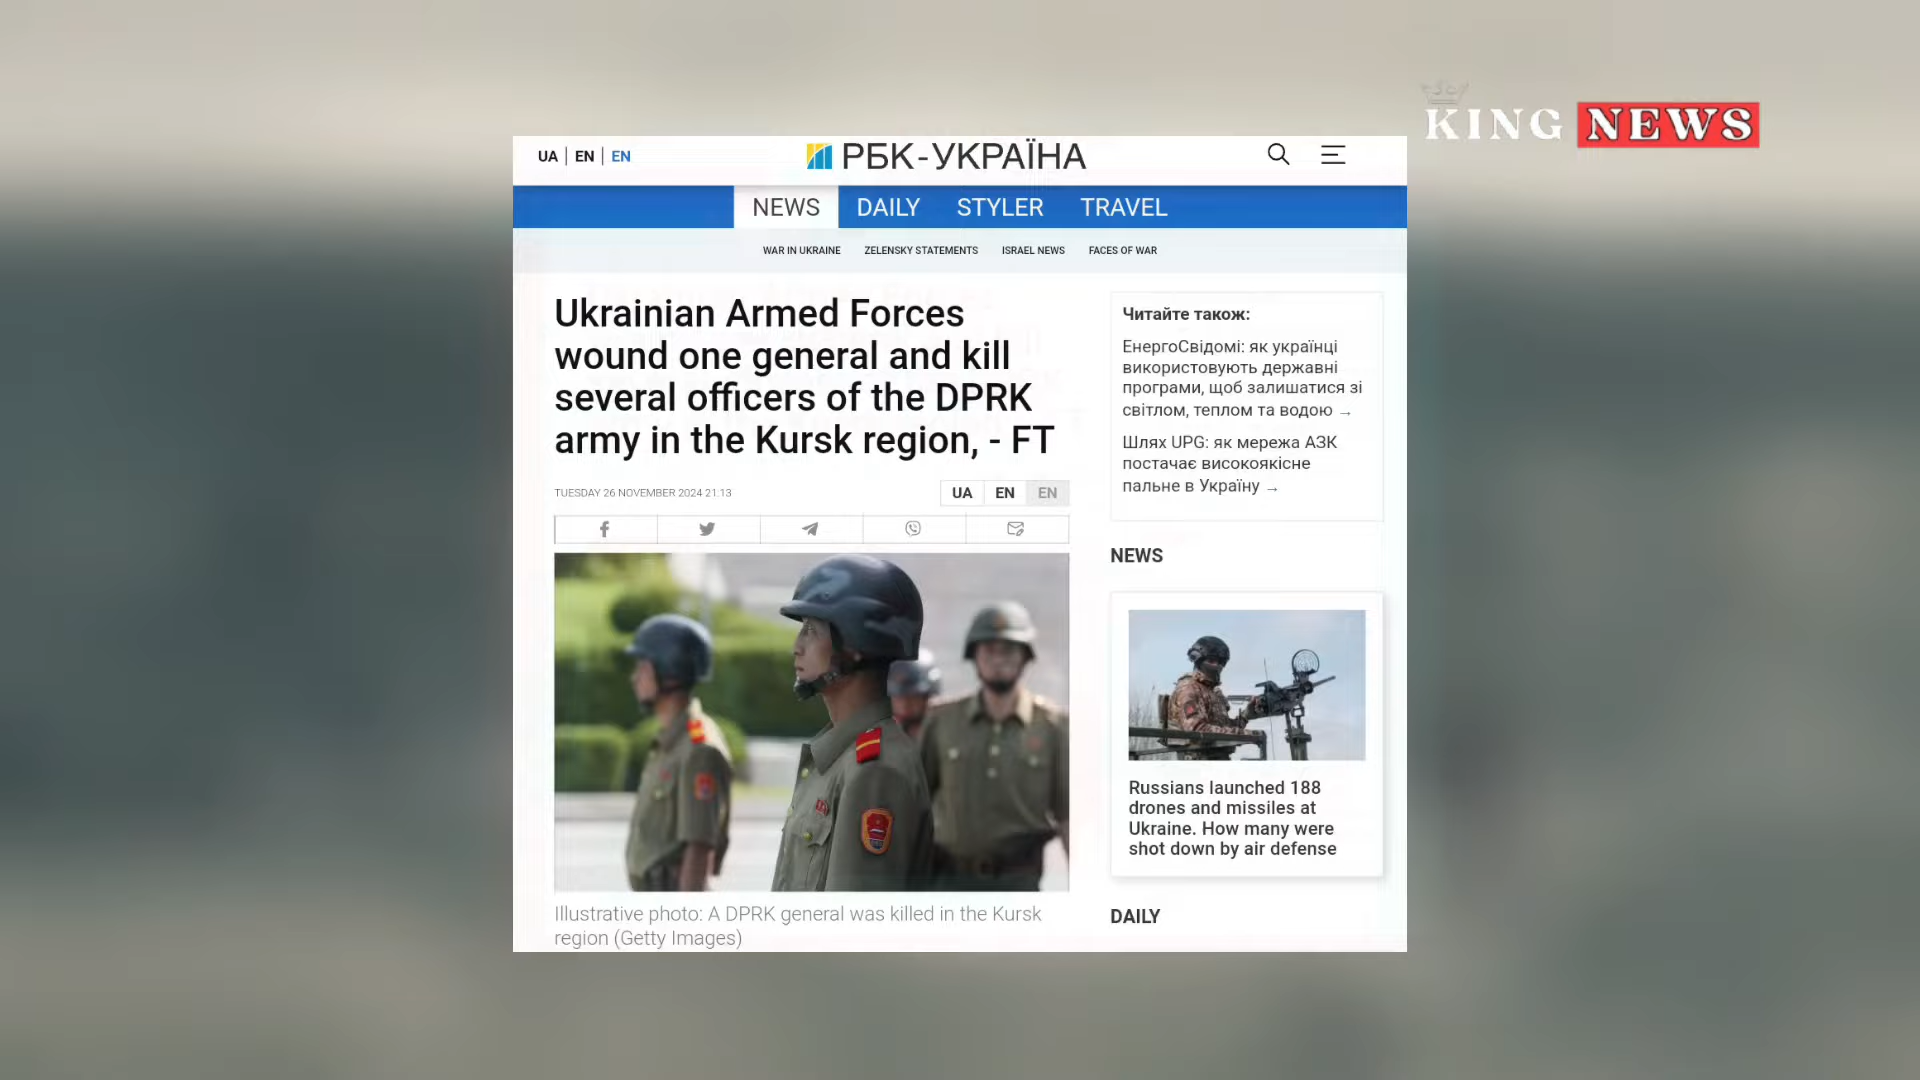 KING NEWS
UA | EN | EN
РБК-УКРАЇНА
NEWS DAILY STYLER TRAVEL
WAR IN UKRAINE ZELENSKY STATEMENTS ISRAEL NEWS FACES OF WAR
Ukrainian Armed Forces
wound one general and kill
several officers of the DPRK
army in the Kursk region, - FT
TUESDAY 26 NOVEMBER 2024 21:13
UA EN EN
Illustrative photo: A DPRK general was killed in the Kursk
region (Getty Images)
Читайте також:
ЕнергоСвідомі: як українці
використовують державні
програми, щоб залишатися зі
світлом, теплом та водою →
Шлях UPG: як мережа АЗК
постачає високоякісне
пальне в Україну →
NEWS
Russians launched 188
drones and missiles at
Ukraine. How many were
shot down by air defense
DAILY